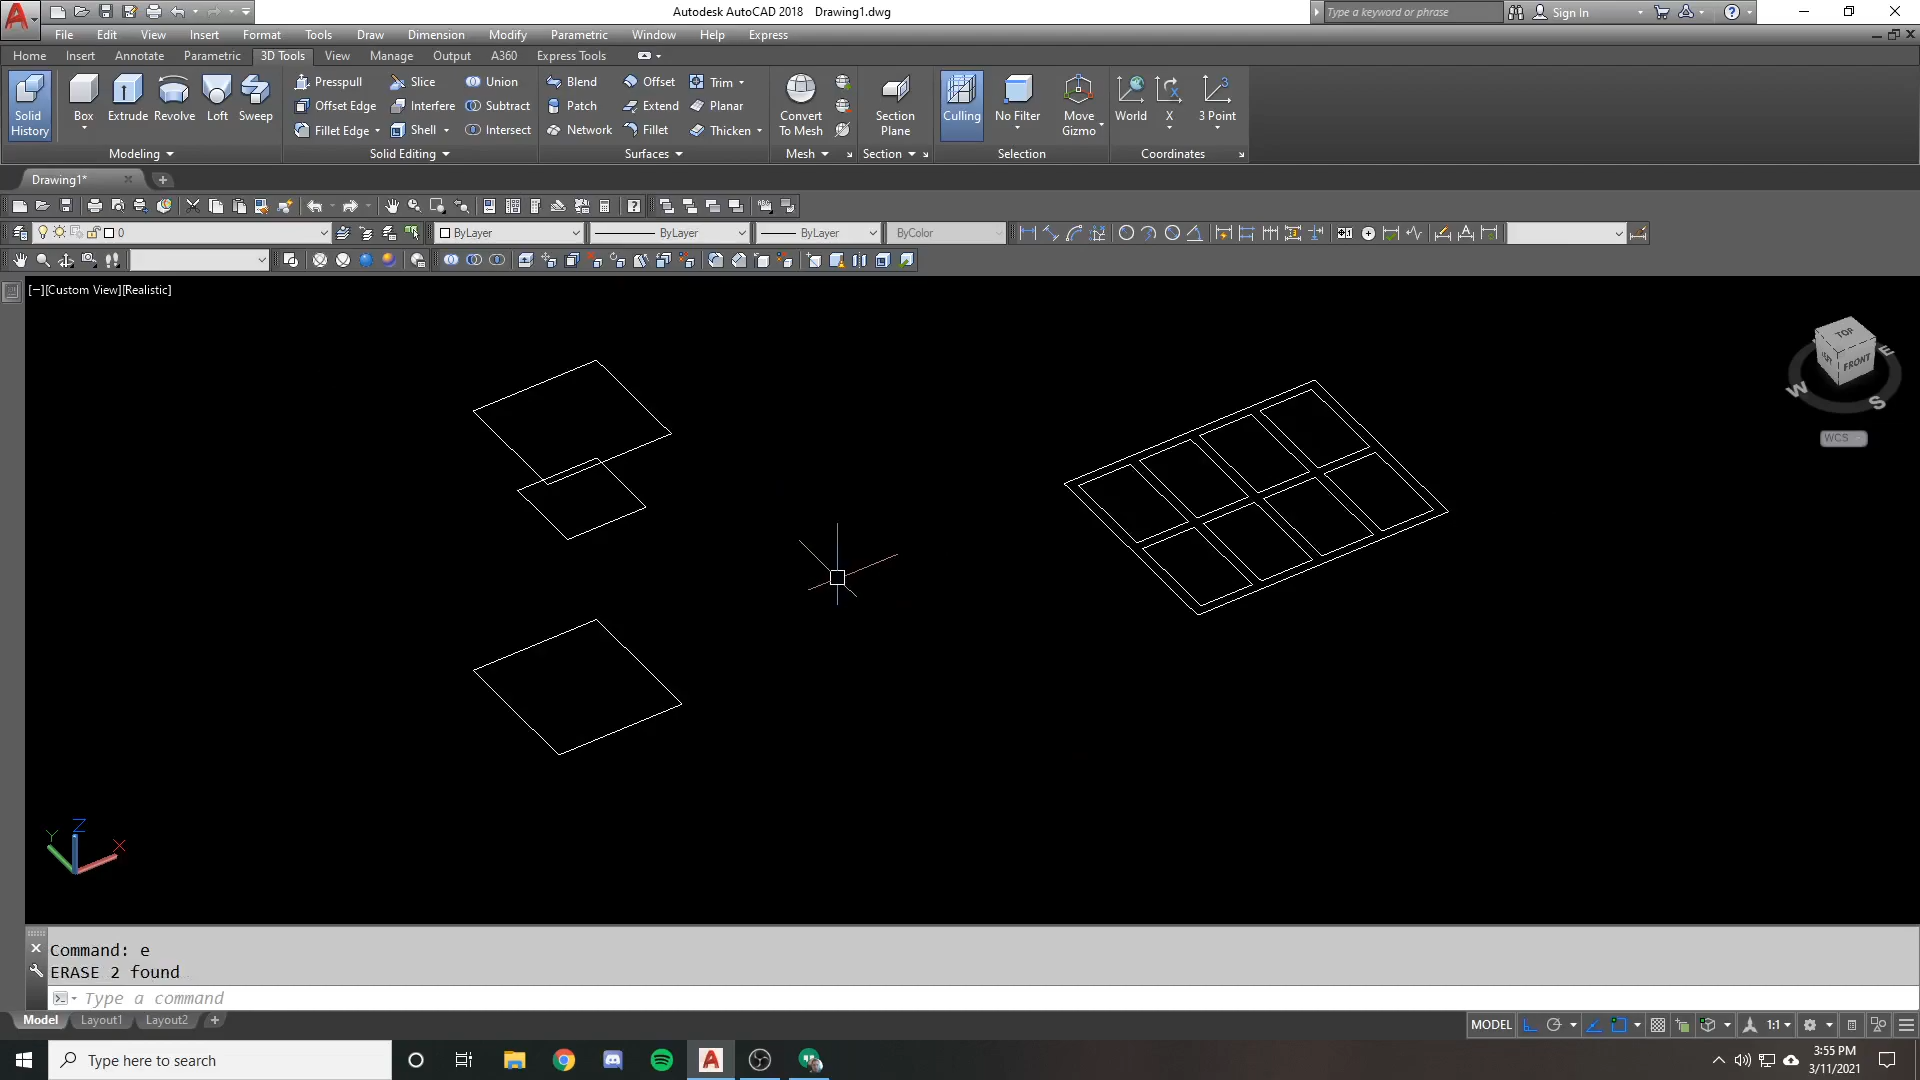 Autodesk AutoCAD 2018 Drawing1.dwg
Type a keyword or phrase
Sign In
File Edit View Insert Format Tools Draw Dimension Modify Parametric Window Help Express
Home Insert Annotate Parametric 3D Tools View Manage Output A360 Express Tools
Presspull Slice Union Blend Offset Trim
Offset Edge Interfere Subtract Patch Extend Planar
Fillet Edge Shell Intersect Network Fillet Thicken
Solid History
Box
Extrude
Revolve
Loft
Sweep
Convert To Mesh
Section Plane
Culling
No Filter
Move Gizmo
World
X
3 Point
Modeling Solid Editing Surfaces Mesh Section Selection Coordinates
Drawing1*
0 ByLayer ByLayer ByLayer ByColor
[−][Custom View][Realistic]
TOP
LEFT
FRONT
E
W
S
WCS
Y
Z
X
Command: e
ERASE 2 found
Type a command
Model Layout1 Layout2
MODEL 1:1
Type here to search
3:55 PM
3/11/2021